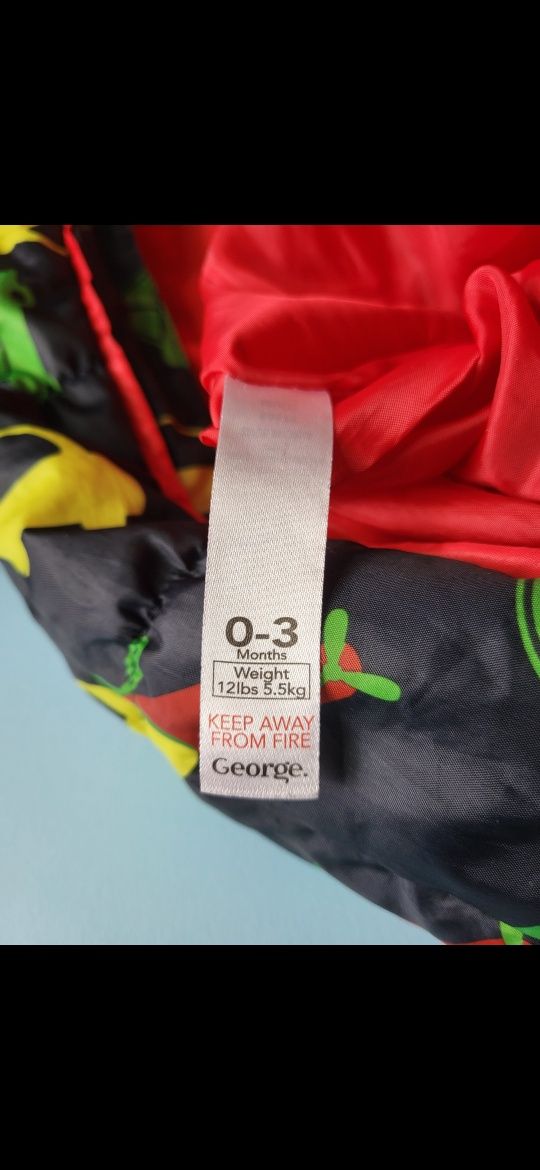 0-3
Months
Weight
12lbs 5.5kg
KEEP AWAY
FROM FIRE
George.